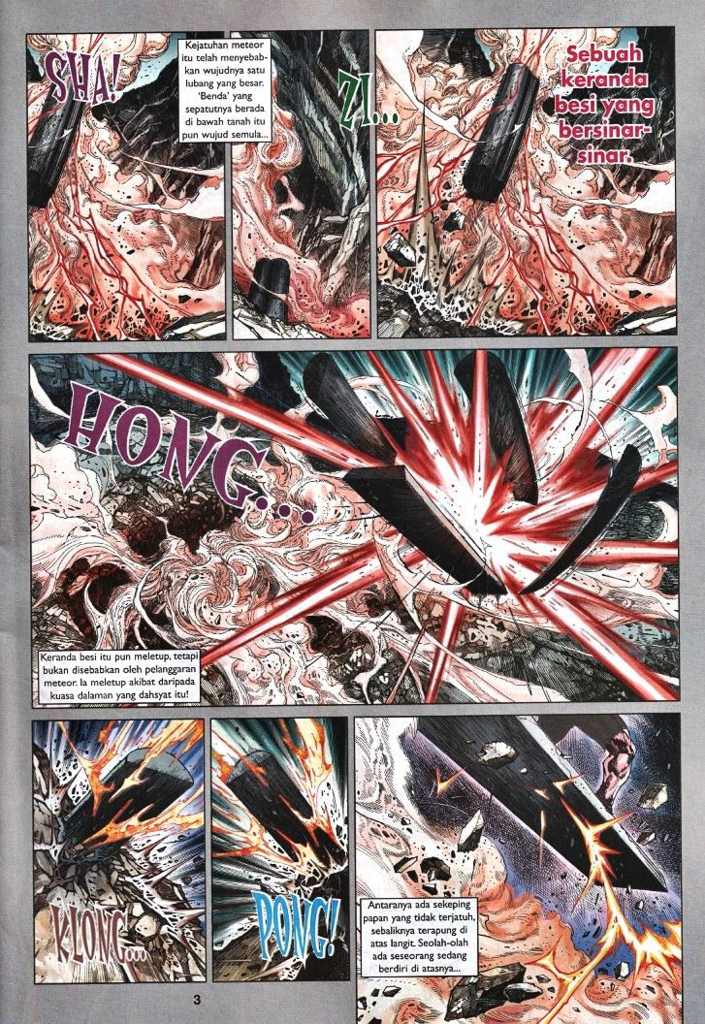 SHA!
Kejatuhan meteor
itu telah menyebab-
kan wujudnya satu
lubang yang besar.
'Benda' yang
sepatutnya berada
di bawah tanah itu
pun wujud semula...
ZI...
Sebuah
keranda
besi yang
bersinar-
sinar.
HONG...
Keranda besi itu pun meletup, tetapi
bukan disebabkan oleh pelanggaran
meteor. Ia meletup akibat daripada
kuasa dalaman yang dahsyat itu!
KLONG...
PONG!
Antaranya ada sekeping
papan yang tidak terjatuh,
sebaliknya terapung di
atas langit. Seolah-olah
ada seseorang sedang
berdiri di atasnya...
3